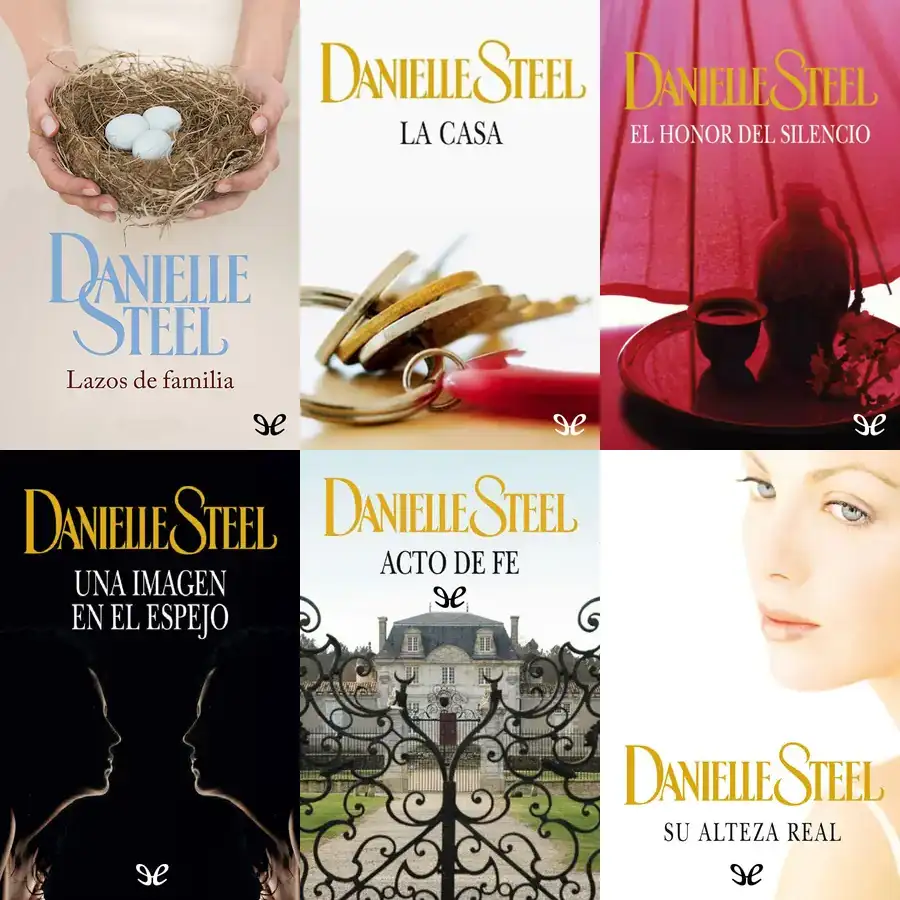 DANIELLE
STEEL
Lazos de familia
DANIELLE STEEL
LA CASA
DANIELLE STEEL
EL HONOR DEL SILENCIO
DANIELLE STEEL
UNA IMAGEN
EN EL ESPEJO
DANIELLE STEEL
ACTO DE FE
DANIELLE STEEL
SU ALTEZA REAL